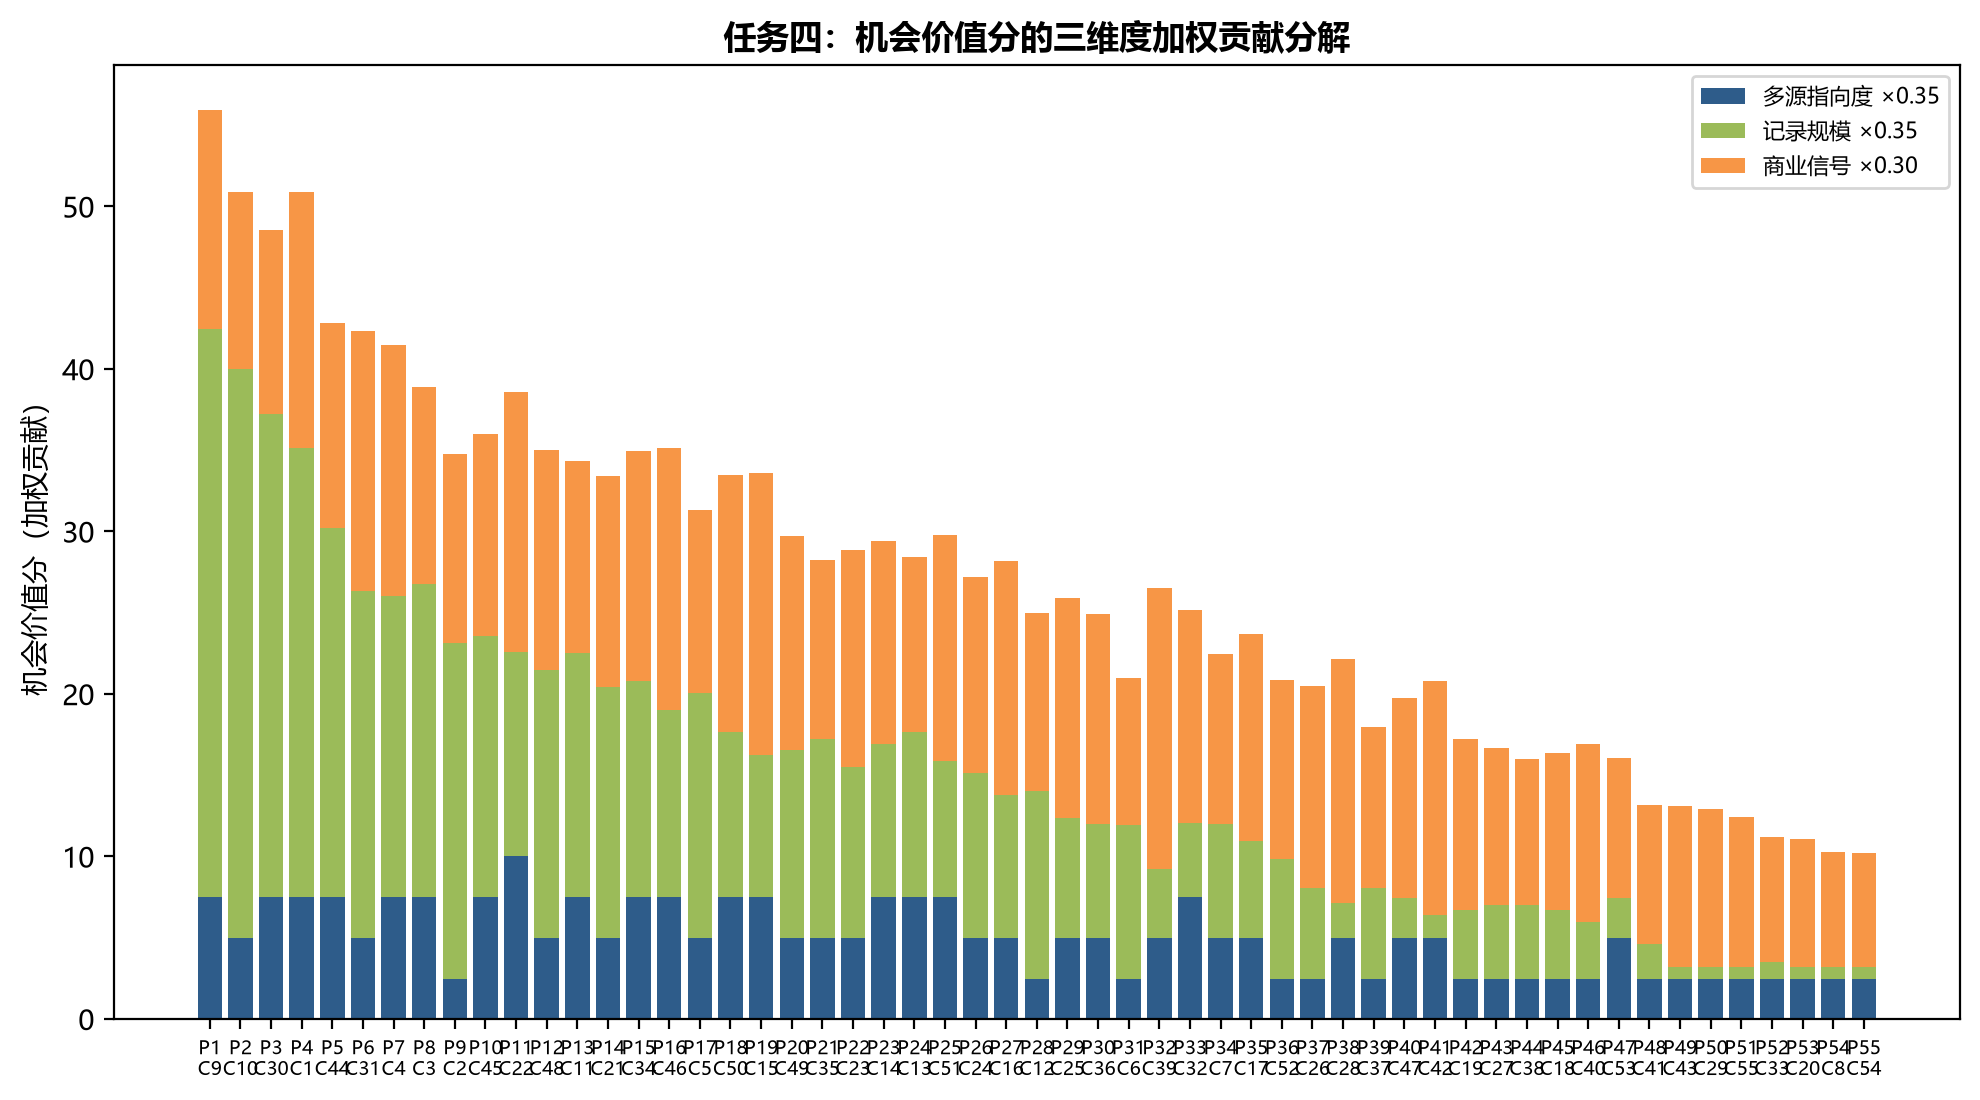 任务四：机会价值分的三维度加权贡献分解
多源指向度 ×0.35
记录规模 ×0.35
商业信号 ×0.30
机会价值分（加权贡献）
50
40
30
20
10
0
P1 P2 P3 P4 P5 P6 P7 P8 P9 P10 P11 P12 P13 P14 P15 P16 P17 P18 P19 P20 P21 P22 P23 P24 P25 P26 P27 P28 P29 P30 P31 P32 P33 P34 P35 P36 P37 P38 P39 P40 P41 P42 P43 P44 P45 P46 P47 P48 P49 P50 P51 P52 P53 P54 P55
C9 C10 C30 C1 C44 C31 C4 C3 C2 C45 C22 C48 C11 C21 C34 C46 C5 C50 C15 C49 C35 C23 C14 C13 C51 C24 C16 C12 C25 C36 C6 C39 C32 C7 C17 C52 C26 C28 C37 C47 C42 C19 C27 C38 C18 C40 C53 C41 C43 C29 C55 C33 C20 C8 C54